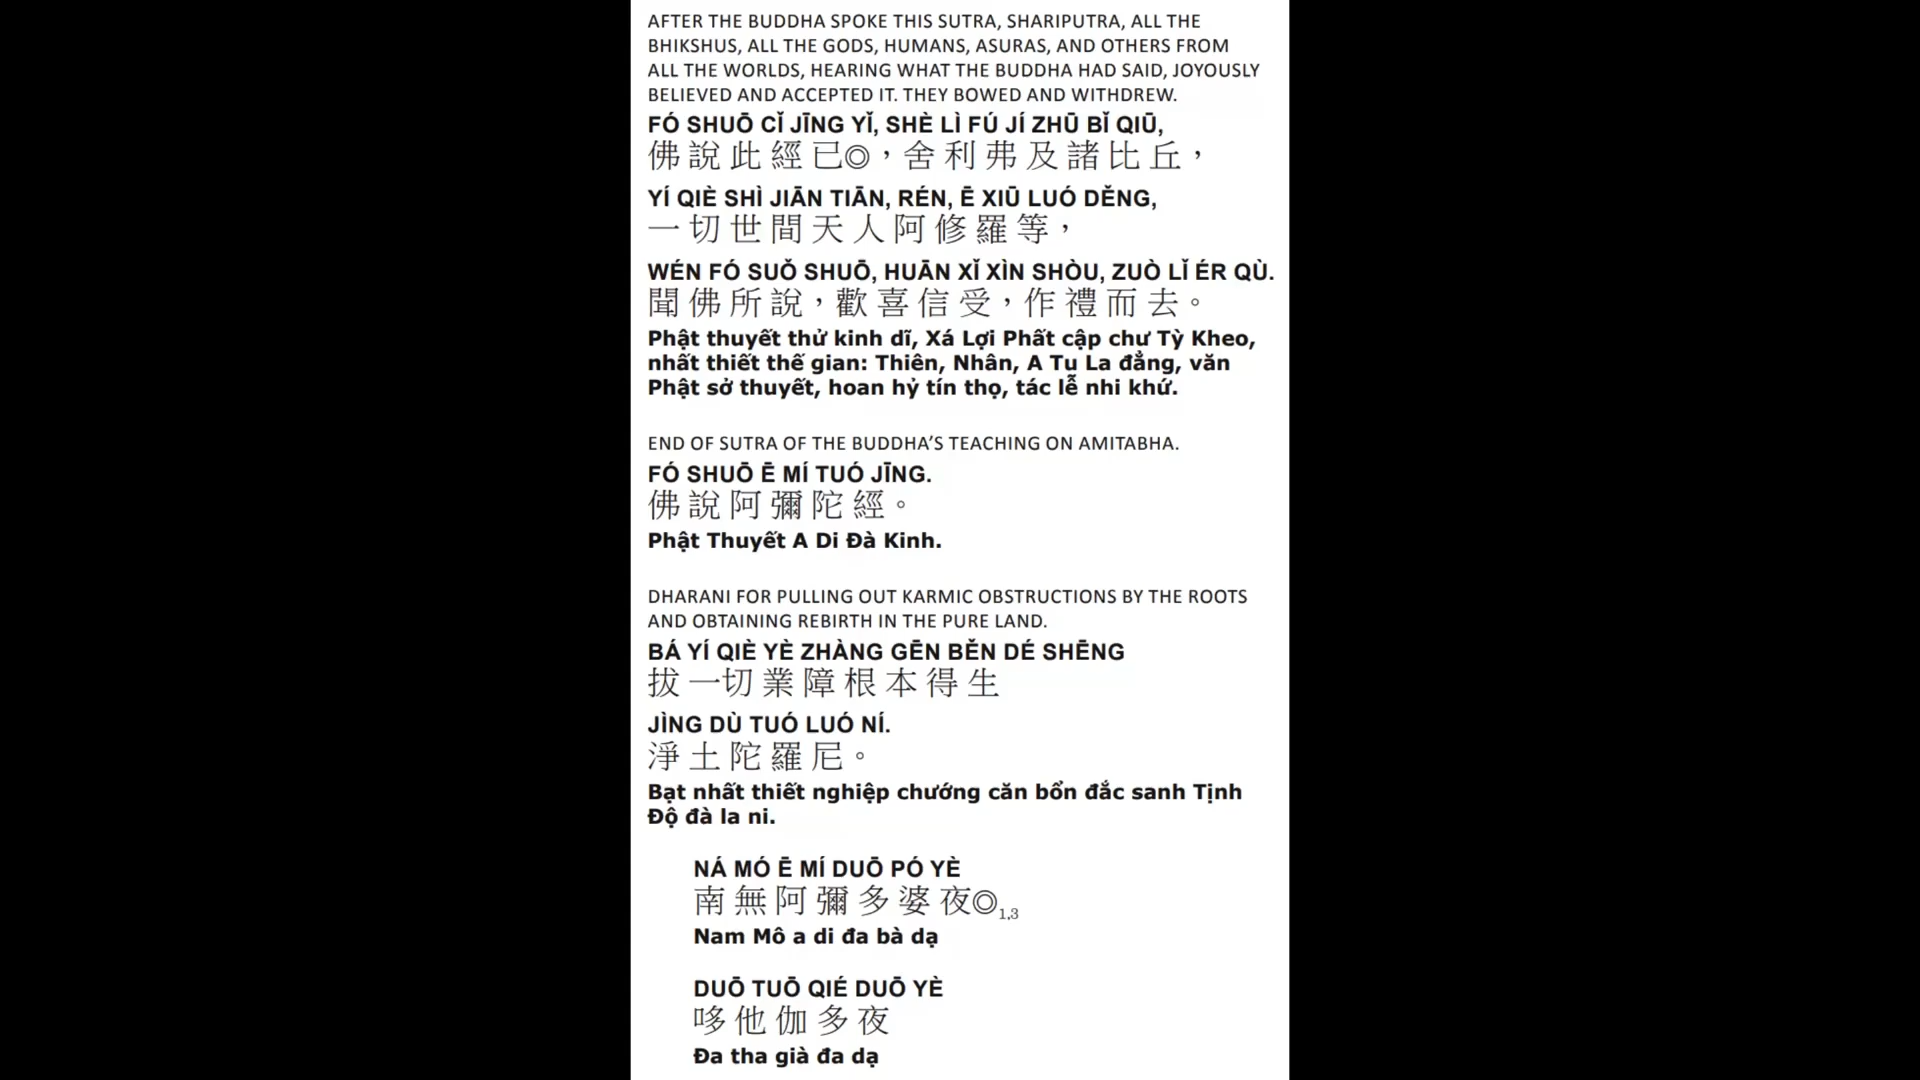 AFTER THE BUDDHA SPOKE THIS SUTRA, SHARIPUTRA, ALL THE
BHIKSHUS, ALL THE GODS, HUMANS, ASURAS, AND OTHERS FROM
ALL THE WORLDS, HEARING WHAT THE BUDDHA HAD SAID, JOYOUSLY
BELIEVED AND ACCEPTED IT. THEY BOWED AND WITHDREW.
FÓ SHUŌ CǏ JĪNG YǏ, SHÈ LÌ FÚ JÍ ZHŪ BǏ QIŪ,
佛說此經已◎，舍利弗及諸比丘，
YÍ QIÈ SHÌ JIĀN TIĀN, RÉN, Ē XIŪ LUÓ DĚNG,
一切世間天人阿修羅等，
WÉN FÓ SUǑ SHUŌ, HUĀN XǏ XÌN SHÒU, ZUÒ LǏ ÉR QÙ.
聞佛所說，歡喜信受，作禮而去。
Phật thuyết thử kinh dĩ, Xá Lợi Phất cập chư Tỳ Kheo,
nhất thiết thế gian: Thiên, Nhân, A Tu La đẳng, văn
Phật sở thuyết, hoan hỷ tín thọ, tác lễ nhi khứ.
END OF SUTRA OF THE BUDDHA’S TEACHING ON AMITABHA.
FÓ SHUŌ Ē MÍ TUÓ JĪNG.
佛說阿彌陀經。
Phật Thuyết A Di Đà Kinh.
DHARANI FOR PULLING OUT KARMIC OBSTRUCTIONS BY THE ROOTS
AND OBTAINING REBIRTH IN THE PURE LAND.
BÁ YÍ QIÈ YÈ ZHÀNG GĒN BĚN DÉ SHĒNG
拔一切業障根本得生
JÌNG DÙ TUÓ LUÓ NÍ.
淨土陀羅尼。
Bạt nhất thiết nghiệp chướng căn bổn đắc sanh Tịnh
Độ đà la ni.
NÁ MÓ Ē MÍ DUŌ PÓ YÈ
南無阿彌多婆夜◎1,3
Nam Mô a di đa bà dạ
DUŌ TUŌ QIÉ DUŌ YÈ
哆他伽多夜
Đa tha già đa dạ